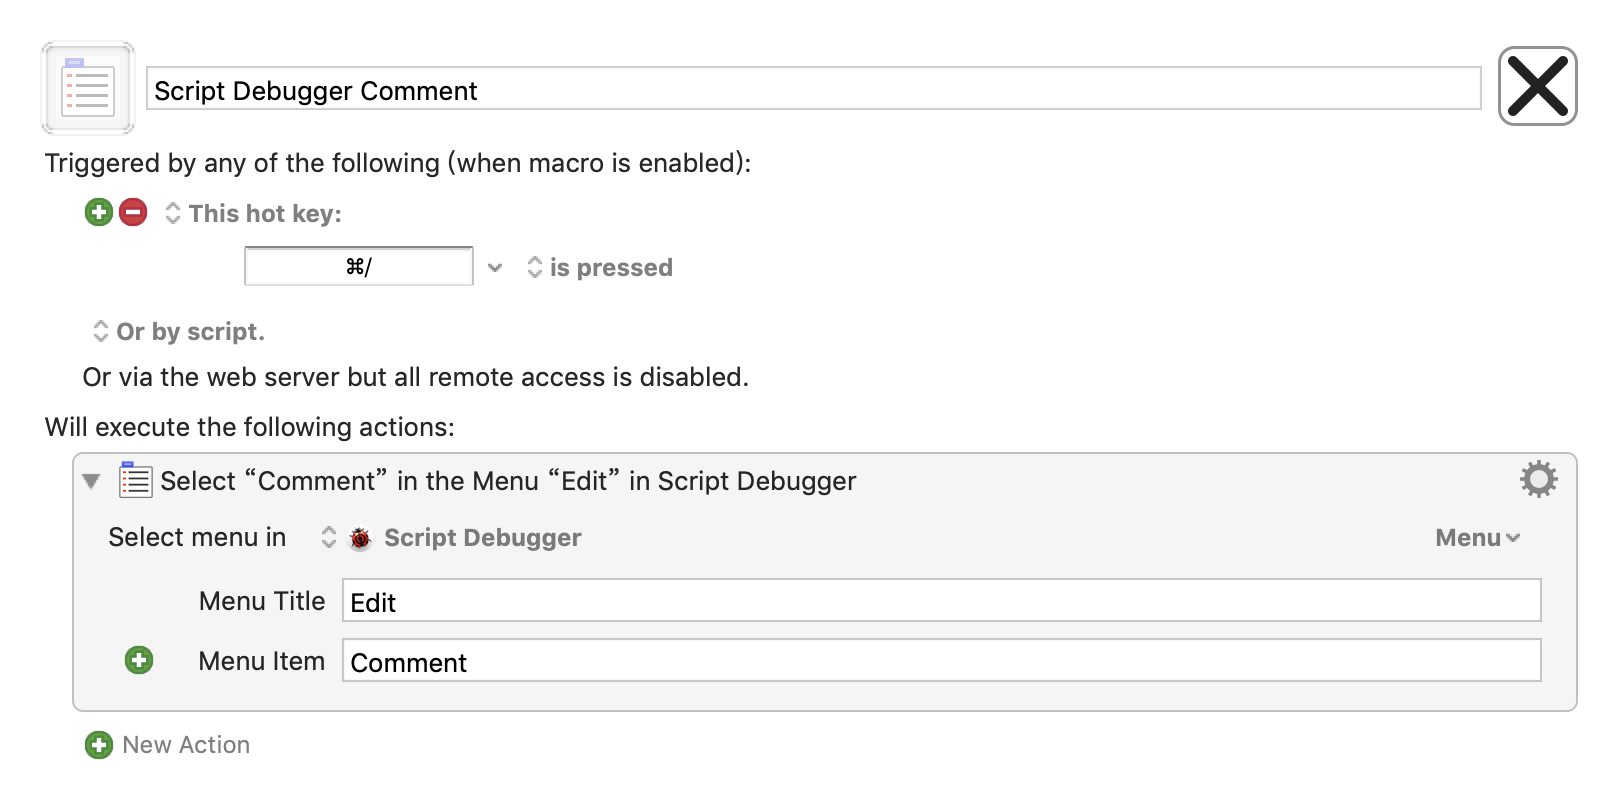 Script Debugger Comment
Triggered by any of the following (when macro is enabled):
This hot key:
⌘/ is pressed
Or by script.
Or via the web server but all remote access is disabled.
Will execute the following actions:
Select “Comment” in the Menu “Edit” in Script Debugger
Select menu in Script Debugger Menu
Menu Title Edit
Menu Item Comment
New Action